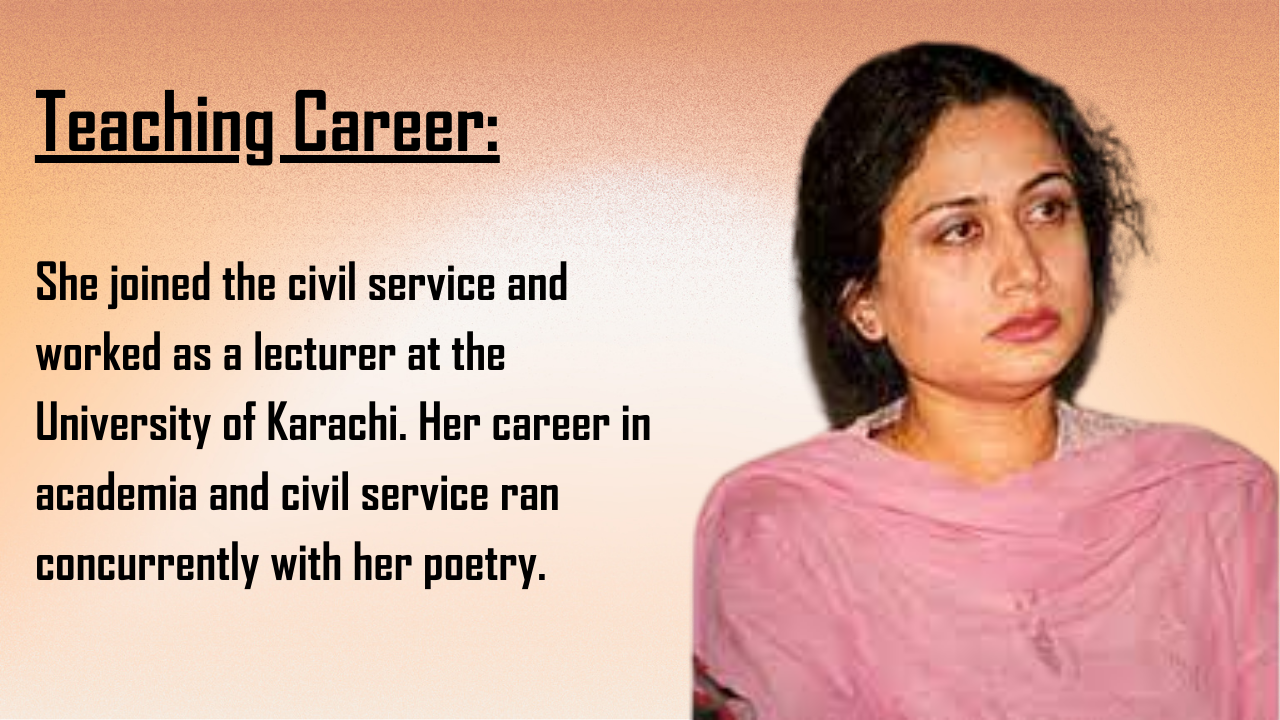 Teaching Career:
She joined the civil service and
worked as a lecturer at the
University of Karachi. Her career in
academia and civil service ran
concurrently with her poetry.